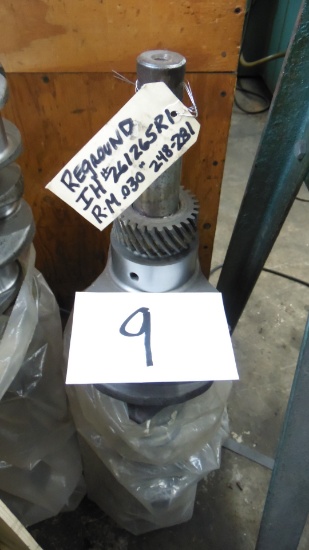 REGROUND
IH #261265R1
R.M .030" 248-281
9